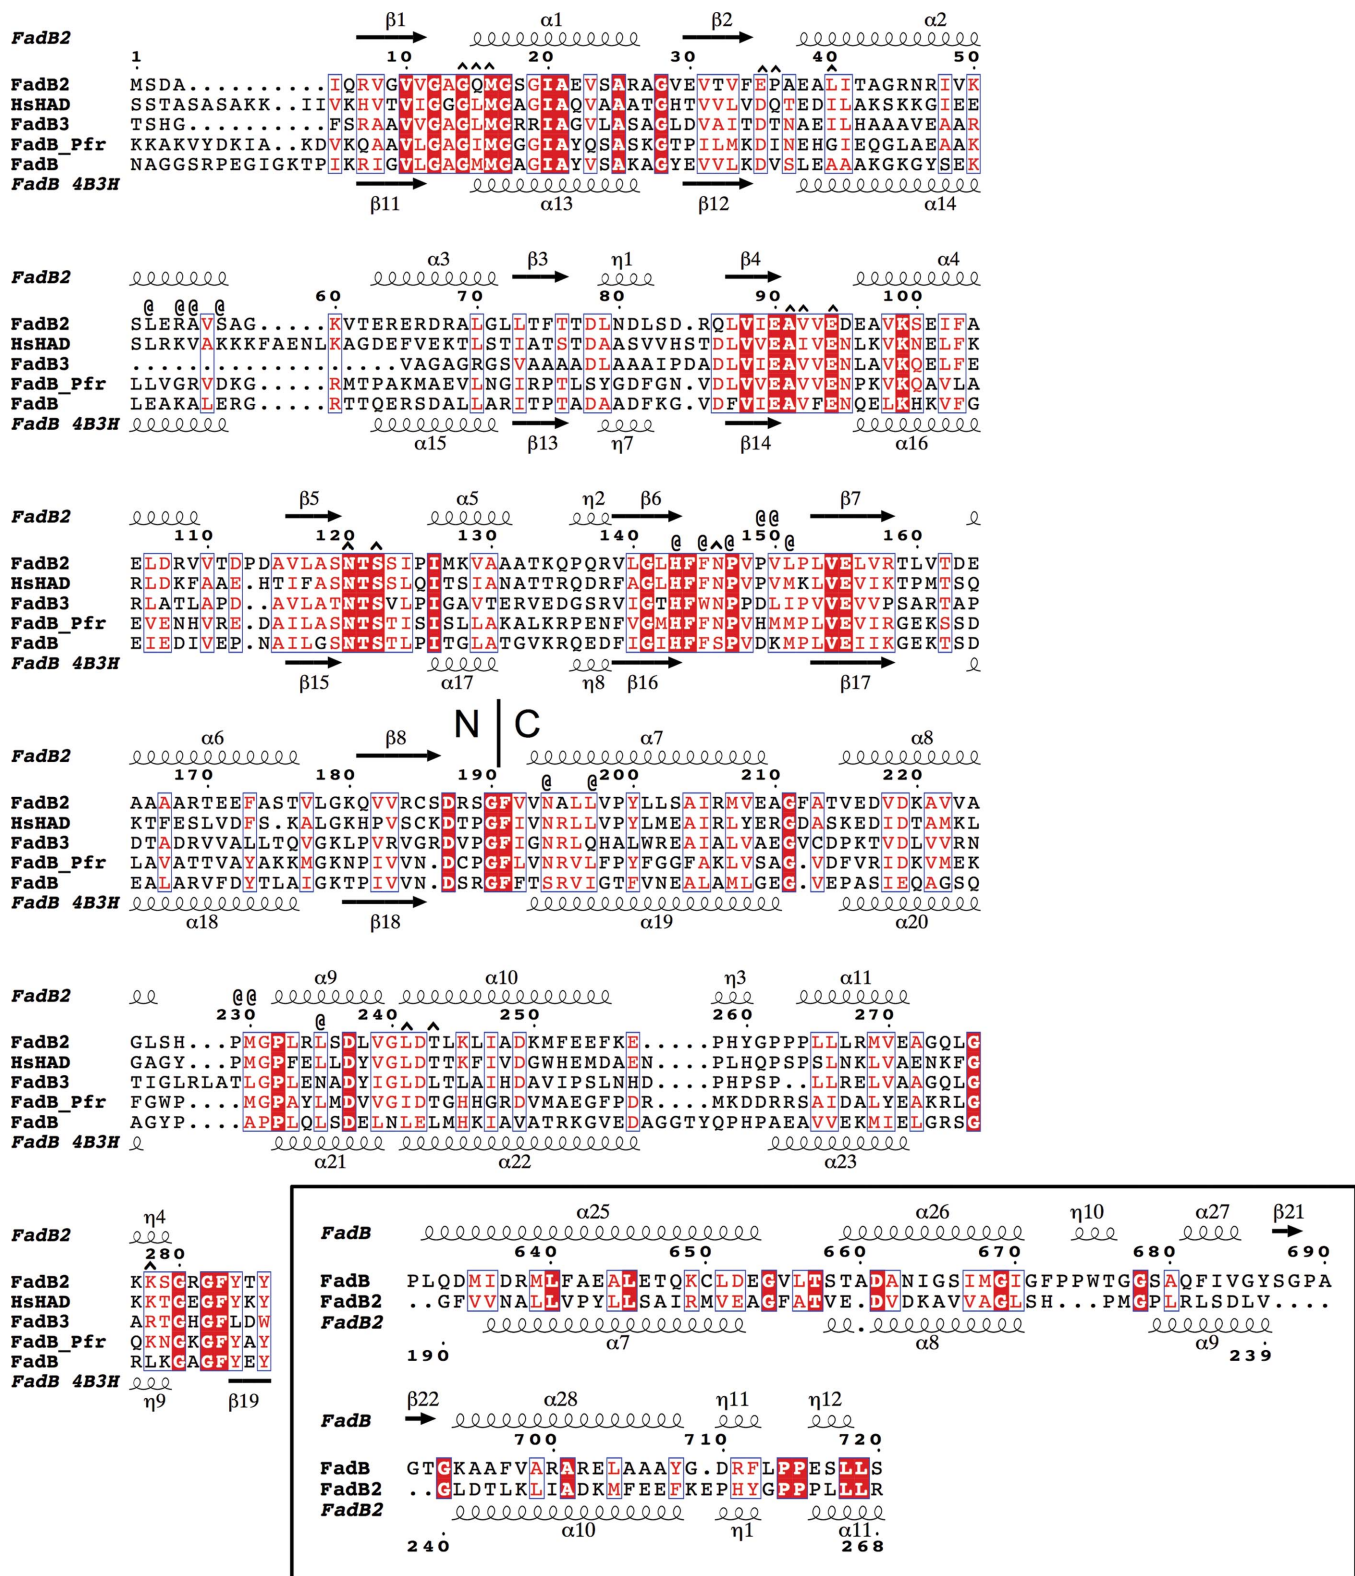 β1 α1 β2 α2
FadB2
1 10 20 30 40 50
^^^ ^^ ^
FadB2 MSDA..........IQRVGVVGAGQMGSGIAEVSARAGVEVTVFEPAEALITAGRNRIVK
HsHAD SSTASASAKK..IIVKHVTVIGGGLMGAGIAQVAAATGHTVVLVDQTEDILAKSKKGIEE
FadB3 TSHG..........FSRAAVVGAGLMGRRIAGVLASAGLDVAITDTNAEILHAAAVEAAR
FadB_Pfr KKAKVYDKIA..KDVKQAAVLGAGIMGGGIAYQSASKGTPILMKDINEHGIEQGLAEAAK
FadB NAGGSRPEGIGKTPIKRIGVLGAGMMGAGIAYVSAKAGYEVVLKDVSLEAAAKGKGYSEK
FadB 4B3H
β11 α13 β12 α14
α3 β3 η1 β4 α4
FadB2
60 70 80 90 100
@ @@ @ ^^ ^
FadB2 SLERAVSAG.....KVTERERDRALGLLTFTTDLNDLSD.RQLVIEAVVEDEAVKSEIFA
HsHAD SLRKVAKKKFAENLKAGDEFVEKTLSTIATSTDAASVVHSTDLVVEAIVENLKVKNELFK
FadB3 ...................VAGAGRGSVAAAADLAAAIPDADLVIEAVVENLAVKQELFE
FadB_Pfr LLVGRVDKG.....RMTPAKMAEVLNGIRPTLSYGDFGN.VDLVVEAVVENPKVKQAVLA
FadB LEAKALERG.....RTTQERSDALLARITPTADAADFKG.VDFVIEAVFENQELKHKVFG
FadB 4B3H
α15 β13 η7 β14 α16
β5 α5 η2 β6 β7
FadB2
110 120 130 140 150 160
^ ^ @ @^@ @@ @
FadB2 ELDRVVTDPDAVLASNTSSIPIMKVAAATKQPQRVLGLHFFNPVPVLPLVELVRTLVTDE
HsHAD RLDKFAAE.HTIFASNTSSLQITSIANATTRQDRFAGLHFFNPVPVMKLVEVIKTPMTSQ
FadB3 RLATLAPD..AVLATNTSVLPIGAVTERVEDGSRVIGTHFWNPPDLIPLVEVVPSARTAP
FadB_Pfr EVENHVRE.DAILASNTSTISISLLAKALKRPENFVGMHFFNPVHMMPLVEVIRGEKSSD
FadB EIEDIVEP.NAILGSNTSTLPITGLATGVKRQEDFIGIHFFSPVDKMPLVEIIKGEKTSD
FadB 4B3H
β15 α17 η8 β16 β17
N | C
α6 β8 α7 α8
FadB2
170 180 190 200 210 220
@ @
FadB2 AAAARTEEFASTVLGKQVVRCSDRSGFVVNALLVPYLLSAIRMVEAGFATVEDVDKAVVA
HsHAD KTFESLVDFS.KALGKHPVSCKDTPGFIVNRLLVPYLMEAIRLYERGDASKEDIDTAMKL
FadB3 DTADRVVALLTQVGKLPVRVGRDVPGFIGNRLQHALWREAIALVAEGVCDPKTVDLVVRN
FadB_Pfr LAVATTVAYAKKMGKNPIVVN.DCPGFLVNRVLFPYFGGFAKLVSAG.VDFVRIDKVMEK
FadB EALARVFDYTLAIGKTPIVVN.DSRGFFTSRVIGTFVNEALAMLGEG.VEPASIEQAGSQ
FadB 4B3H
α18 β18 α19 α20
α9 α10 η3 α11
FadB2
230 240 250 260 270
@@ @ ^ ^
FadB2 GLSH...PMGPLRLSDLVGLDTLKLIADKMFEEFKE.....PHYGPPPLLLRMVEAGQLG
HsHAD GAGY...PMGPFELLDYVGLDTTKFIVDGWHEMDAEN....PLHQPSPSLNKLVAENKFG
FadB3 TIGLRLATLGPLENADYIGLDLTLAIHDAVIPSLNHD....PHPSP..LLRELVAAGQLG
FadB_Pfr FGWP....MGPAYLMDVVGIDTGHHGRDVMAEGFPDR....MKDDRRSAIDALYEAKRLG
FadB AGYP....APPLQLSDELNLELMHKIAVATRKGVEDAGGTYQPHPAEAVVEKMIELGRSG
FadB 4B3H
α21 α22 α23
η4
FadB2
280
^
FadB2 KKSGRGFYTY
HsHAD KKTGEGFYKY
FadB3 ARTGHGFLDW
FadB_Pfr QKNGKGFYAY
FadB RLKGAGFYEY
FadB 4B3H
η9 β19
α25 α26 η10 α27 β21
FadB
640 650 660 670 680 690
FadB PLQDMIDRMLFAEALETQKCLDEGVLTSTADANIGSIMGIGFPPWTGGSAQFIVGYSGPA
FadB2 ..GFVVNALLVPYLLSAIRMVEAGFATVE.DVDKAVVAGLSH...PMGPLRLSDLV....
FadB2
α7 α8 α9
190 239
β22 α28 η11 η12
FadB
700 710 720
FadB GTGKAAFVARARELAAAYG.DRFLPPESLLS
FadB2 ..GLDTLKLIADKMFEEFKEPHYGPPPLLLR
FadB2
α10 η1 α11
240 268